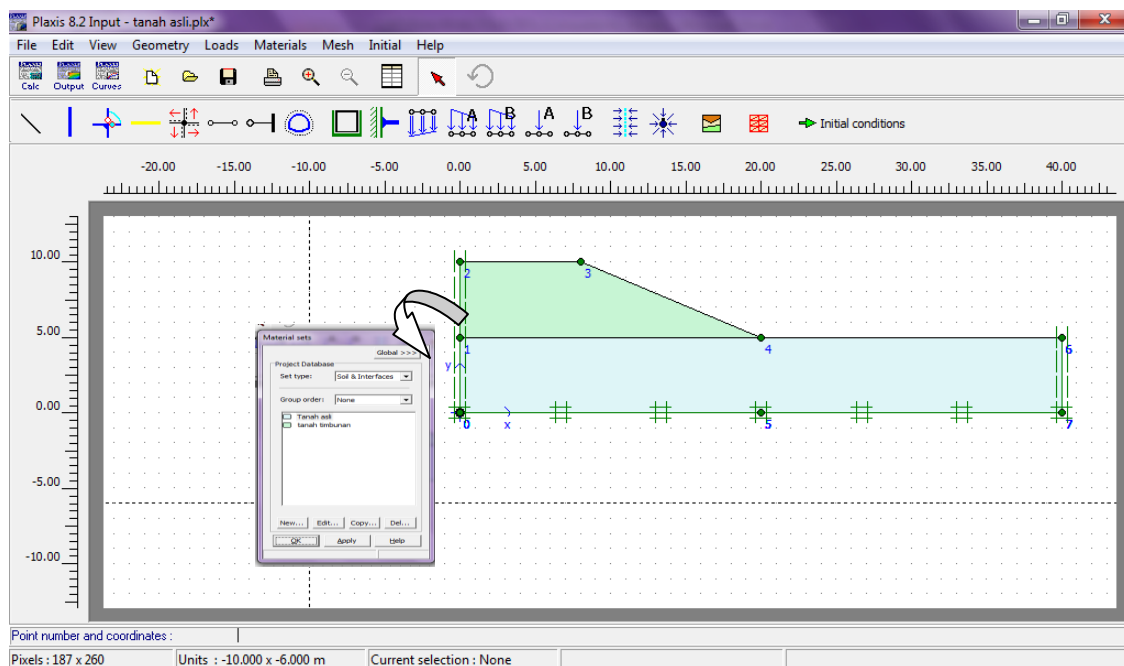 Plaxis 8.2 Input - tanah asli.plx*
File Edit View Geometry Loads Materials Mesh Initial Help
Calc Output Curves
A B A B Initial conditions
-20.00 -15.00 -10.00 -5.00 0.00 5.00 10.00 15.00 20.00 25.00 30.00 35.00 40.00
10.00
5.00
0.00
-5.00
-10.00
2 3
1 4 6
y
0 x 5 7
Material sets
Global >>>
Project Database
Set type: Soil & Interfaces
Group order: None
Tanah asli
tanah timbunan
New... Edit... Copy... Del...
OK Apply Help
Point number and coordinates :
Pixels : 187 x 260 Units : -10.000 x -6.000 m Current selection : None